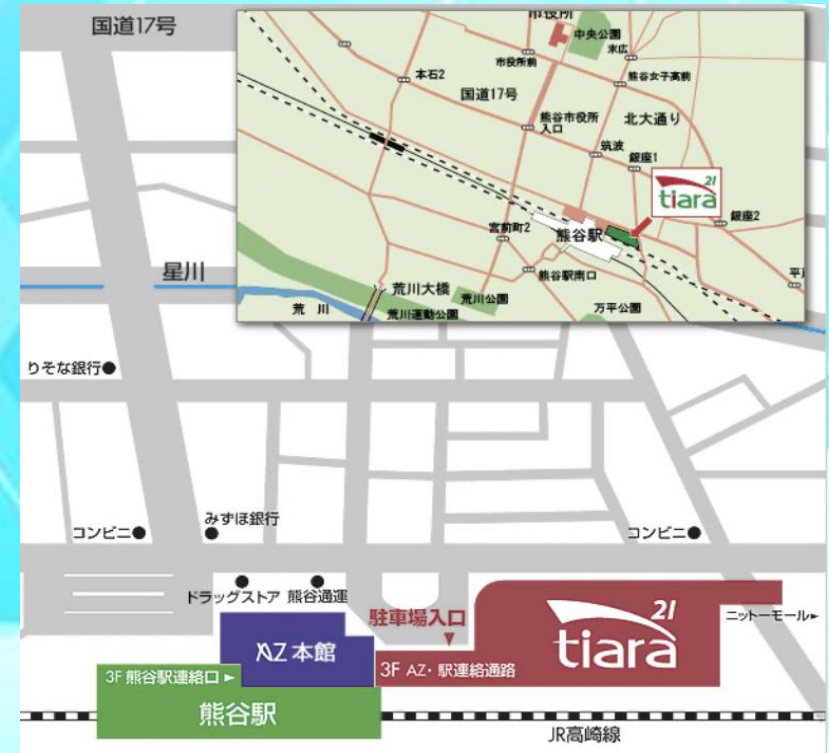 国道17号
市役所
中央公園
末広
市役所前
本石2
熊谷女子高前
国道17号
熊谷市役所
入口
北大通り
筑波
銀座1
21
tiara
銀座2
宮前町2
熊谷駅
熊谷駅南口
荒川大橋
荒川公園
万平公園
荒川
荒川運動公園
星川
りそな銀行
コンビニ
みずほ銀行
コンビニ
ドラッグストア
熊谷通運
駐車場入口
21
tiara
ニットーモール
AZ 本館
3F AZ・駅連絡通路
3F 熊谷駅連絡口
熊谷駅
JR高崎線